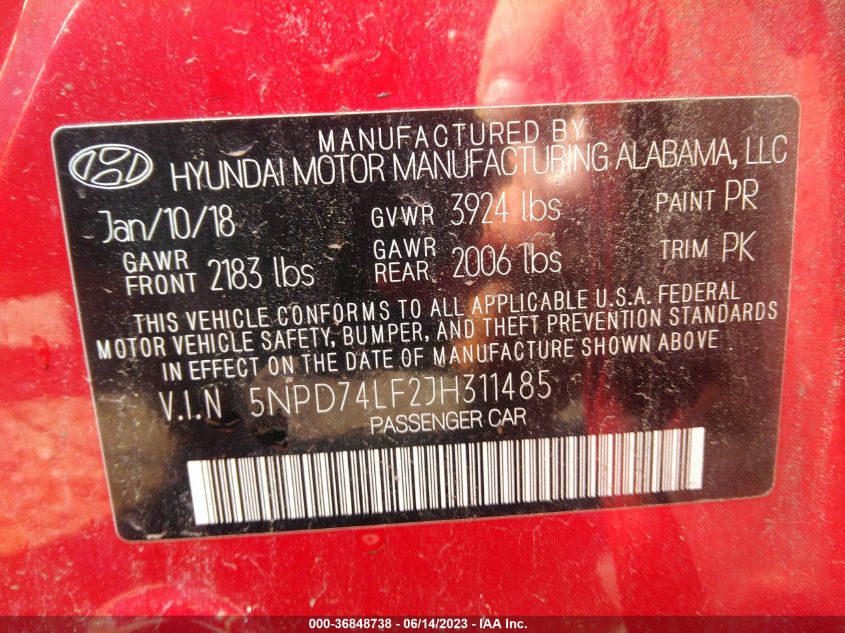 MANUFACTURED BY
HYUNDAI MOTOR MANUFACTURING ALABAMA, LLC
Jan/10/18 GVWR 3924 lbs PAINT PR
GAWR FRONT 2183 lbs GAWR REAR 2006 lbs TRIM PK
THIS VEHICLE CONFORMS TO ALL APPLICABLE U.S.A. FEDERAL
MOTOR VEHICLE SAFETY, BUMPER, AND THEFT PREVENTION STANDARDS
IN EFFECT ON THE DATE OF MANUFACTURE SHOWN ABOVE.
V.I.N 5NPD74LF2JH311485
PASSENGER CAR
000-36848738 - 06/14/2023 - IAA Inc.